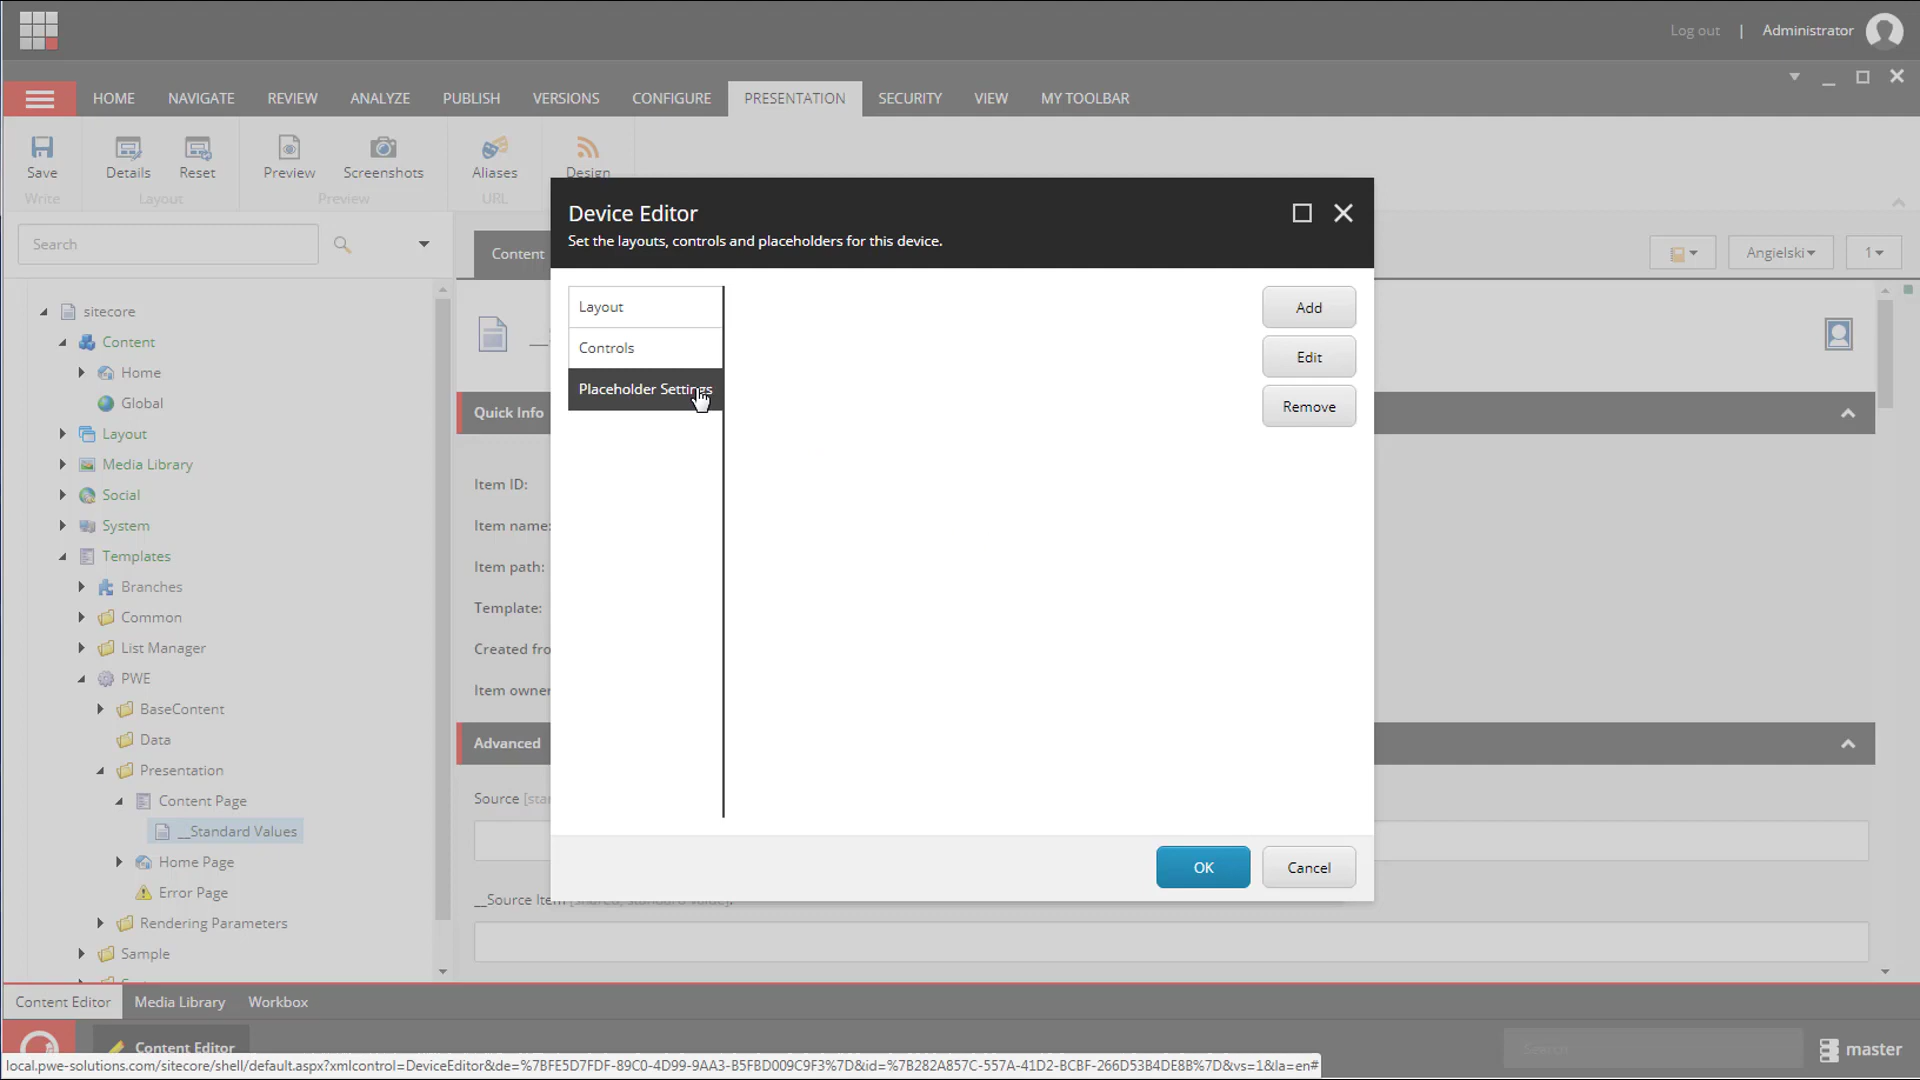 Log out | Administrator
HOME NAVIGATE REVIEW ANALYZE PUBLISH VERSIONS CONFIGURE PRESENTATION SECURITY VIEW MY TOOLBAR
Save Details Reset Preview Screenshots Aliases Design
Write Layout Preview URL
Device Editor
Set the layouts, controls and placeholders for this device.
Search
Content
Angielski
1
Layout
Controls
Placeholder Settings
Add
Edit
Remove
OK
Cancel
sitecore
Content
Home
Global
Layout
Media Library
Social
System
Templates
Branches
Common
List Manager
PWE
BaseContent
Data
Presentation
Content Page
__Standard Values
Home Page
Error Page
Rendering Parameters
Sample
Quick Info
Item ID:
Item name:
Item path:
Template:
Created fro
Item owner
Advanced
Source [sta
__Source Item [shared, standard value]:
Content Editor Media Library Workbox
Content Editor
Search
master
local.pwe-solutions.com/sitecore/shell/default.aspx?xmlcontrol=DeviceEditor&de=%7BFE5D7FDF-89C0-4D99-9AA3-B5FBD009C9F3%7D&id=%7B282A857C-557A-41D2-BCBF-266D53B4DE8B%7D&vs=1&la=en#